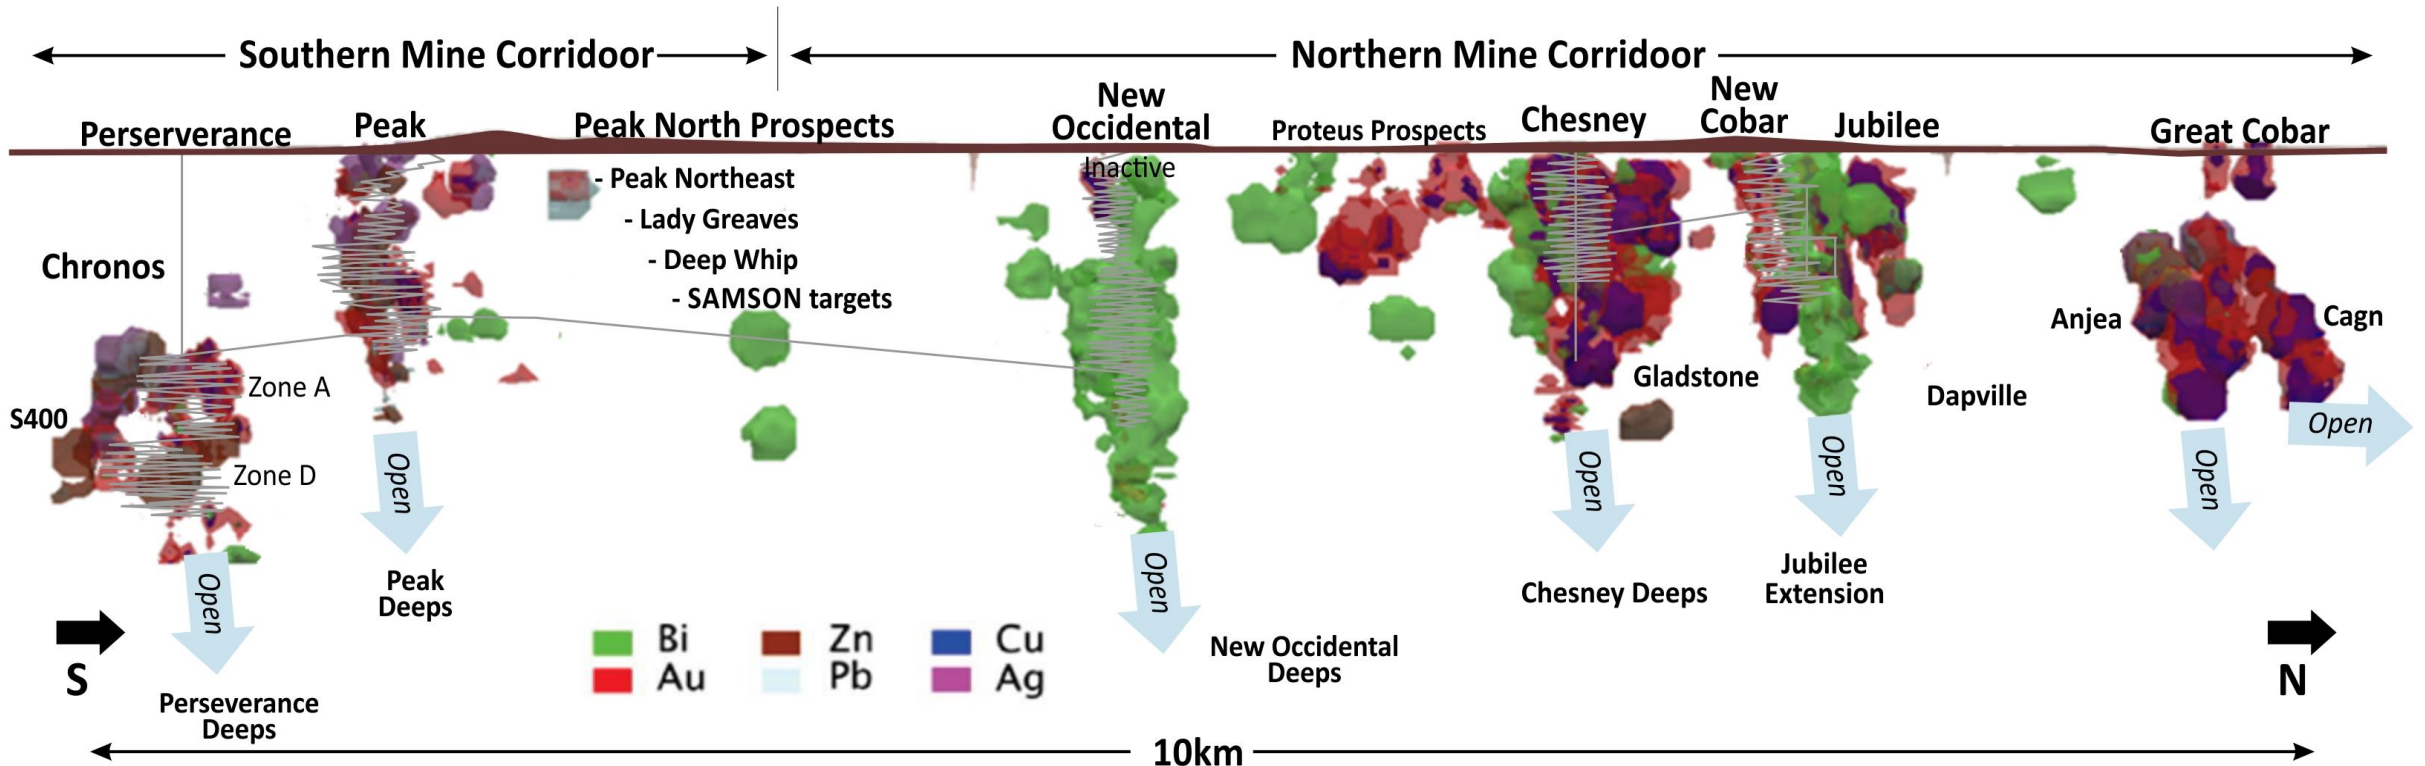 Southern Mine Corridoor
Northern Mine Corridoor
Perserverance
Peak
Peak North Prospects
New
Occidental
Proteus Prospects
Chesney
New
Cobar
Jubilee
Great Cobar
Inactive
- Peak Northeast
- Lady Greaves
- Deep Whip
- SAMSON targets
Chronos
Zone A
S400
Zone D
Anjea
Cagn
Gladstone
Dapville
Open
Open
Open
Open
Open
Open
Open
Peak
Deeps
Perseverance
Deeps
New Occidental
Deeps
Chesney Deeps
Jubilee
Extension
S
N
Bi
Zn
Cu
Au
Pb
Ag
10km